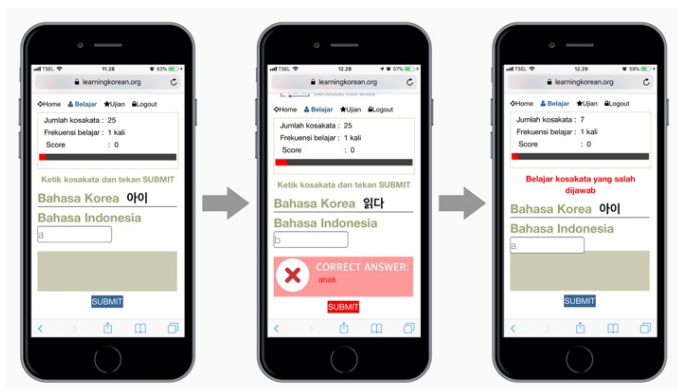 TSEL 11.28 63%
learningkorean.org
Home Belajar Ujian Logout
Jumlah kosakata : 25
Frekuensi belajar : 1 kali
Score : 0
Ketik kosakata dan tekan SUBMIT
Bahasa Korea 아이
Bahasa Indonesia
a
SUBMIT
TSEL 12.28 57%
learningkorean.org
Home Belajar Ujian Logout
Jumlah kosakata : 25
Frekuensi belajar : 1 kali
Score : 0
Ketik kosakata dan tekan SUBMIT
Bahasa Korea 읽다
Bahasa Indonesia
b
CORRECT ANSWER:
anak
SUBMIT
TSEL 12.29 58%
learningkorean.org
Home Belajar Ujian Logout
Jumlah kosakata : 7
Frekuensi belajar : 1 kali
Score : 0
Belajar kosakata yang salah
dijawab
Bahasa Korea 아이
Bahasa Indonesia
a
SUBMIT